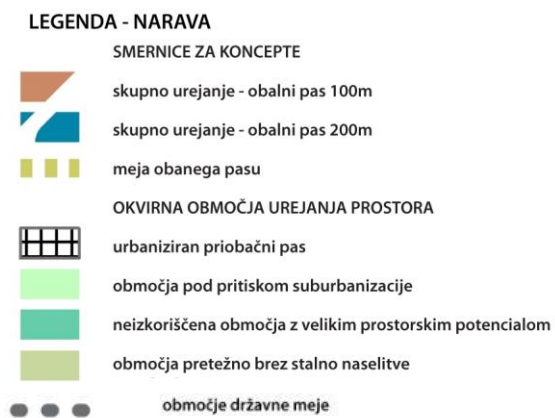 LEGENDA - NARAVA
SMERNICE ZA KONCEPTE
skupno urejanje - obalni pas 100m
skupno urejanje - obalni pas 200m
meja obanega pasu
OKVIRNA OBMOČJA UREJANJA PROSTORA
urbaniziran priobačni pas
območja pod pritiskom suburbanizacije
neizkoriščena območja z velikim prostorskim potencialom
območja pretežno brez stalno naselitve
območje državne meje